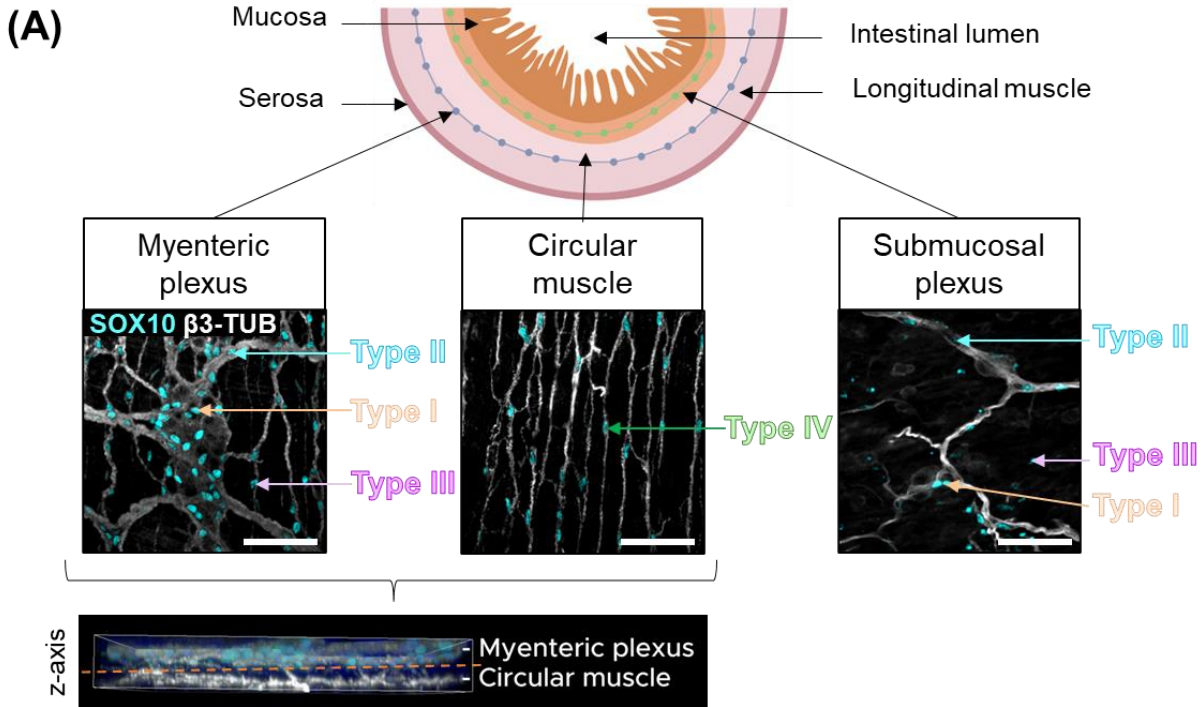 (A)
Mucosa
Intestinal lumen
Serosa
Longitudinal muscle
Myenteric
plexus
Circular
muscle
Submucosal
plexus
SOX10 β3-TUB
Type II
Type I
Type III
Type IV
Type II
Type III
Type I
z-axis
Myenteric plexus
Circular muscle